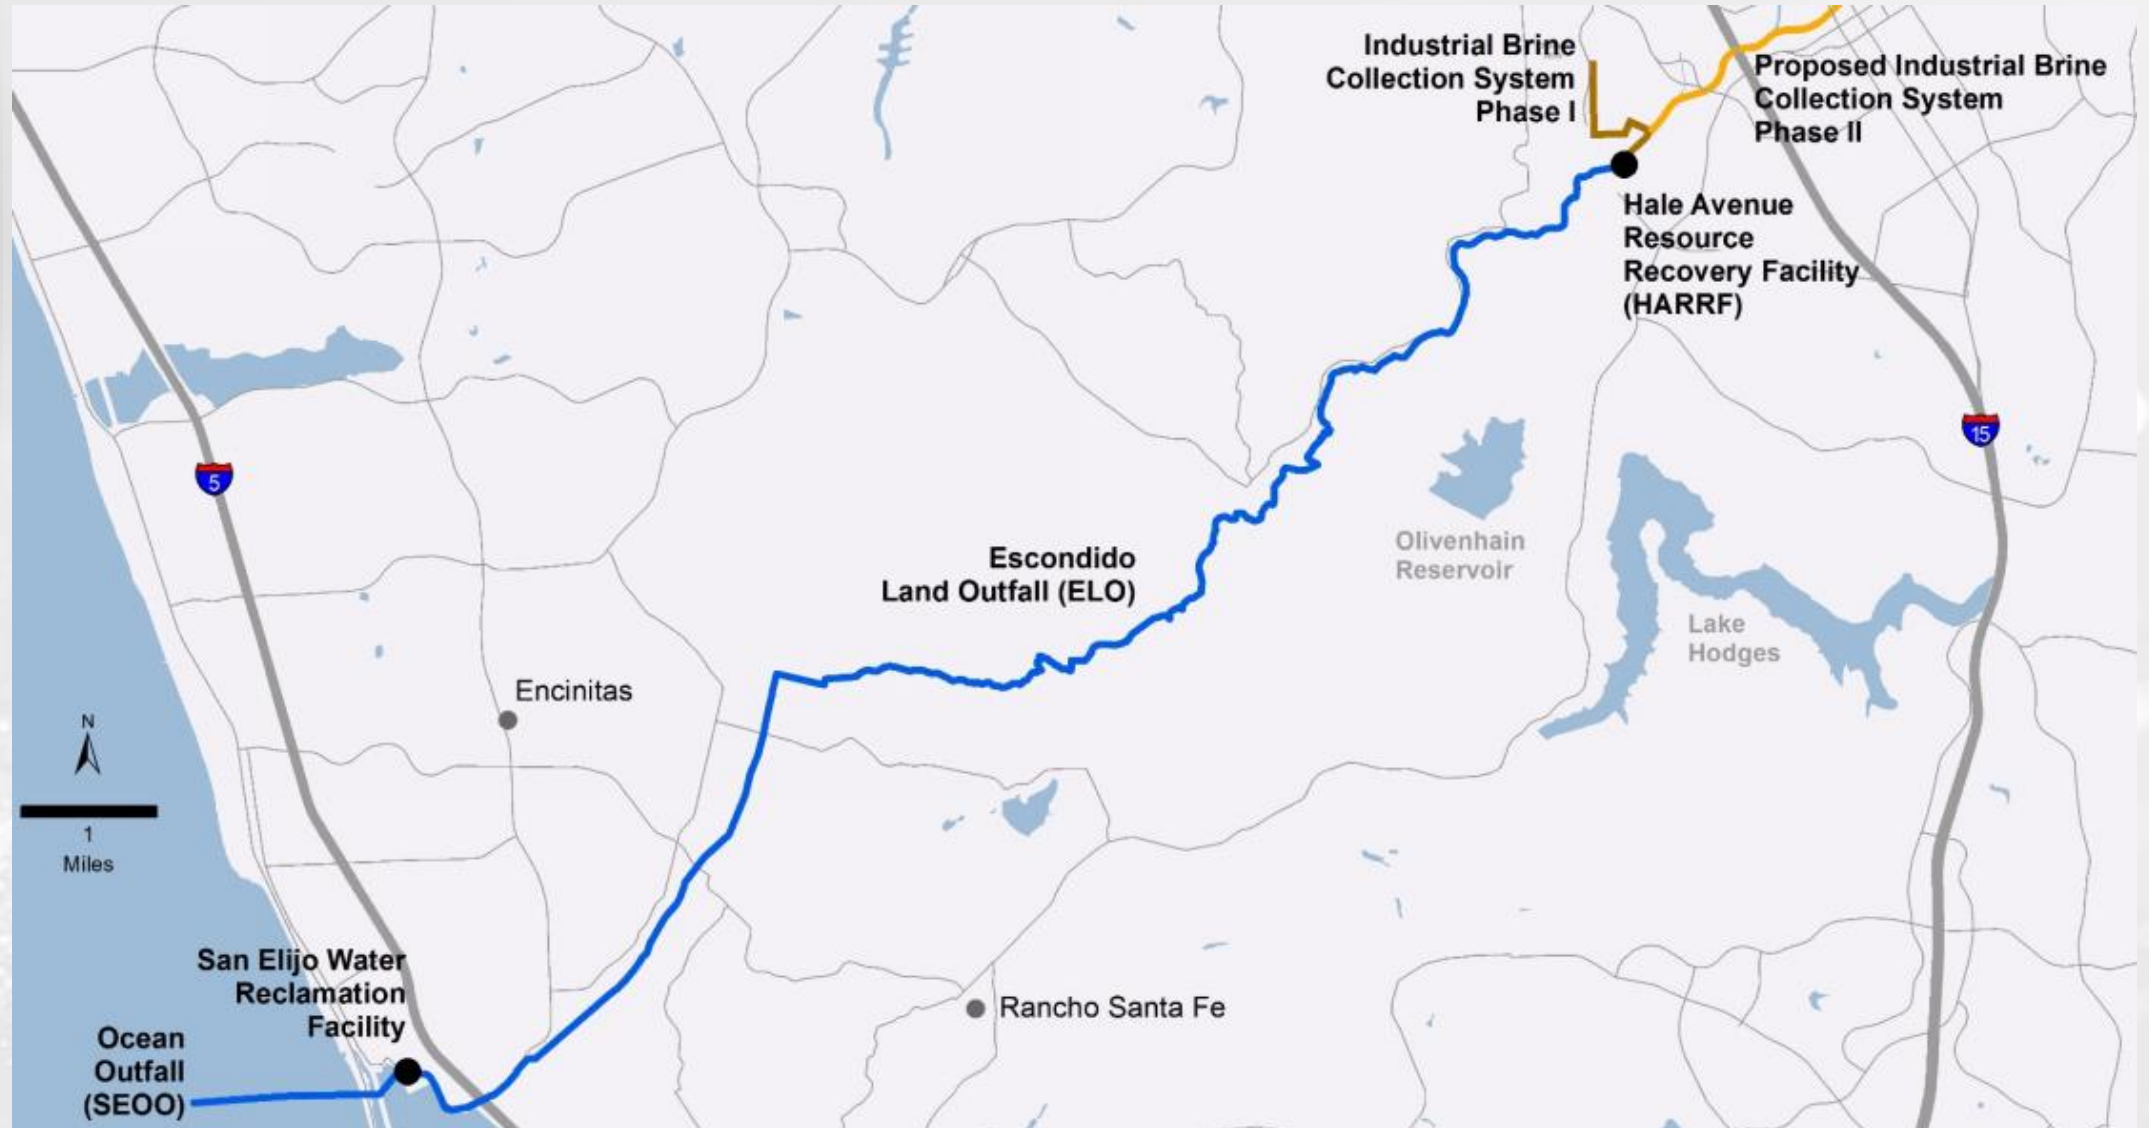 Industrial Brine
Collection System
Phase I
Proposed Industrial Brine
Collection System
Phase II
Hale Avenue
Resource
Recovery Facility
(HARRF)
15
5
Olivenhain
Reservoir
Escondido
Land Outfall (ELO)
Lake
Hodges
Encinitas
N
1
Miles
San Elijo Water
Reclamation
Facility
Rancho Santa Fe
Ocean
Outfall
(SEOO)